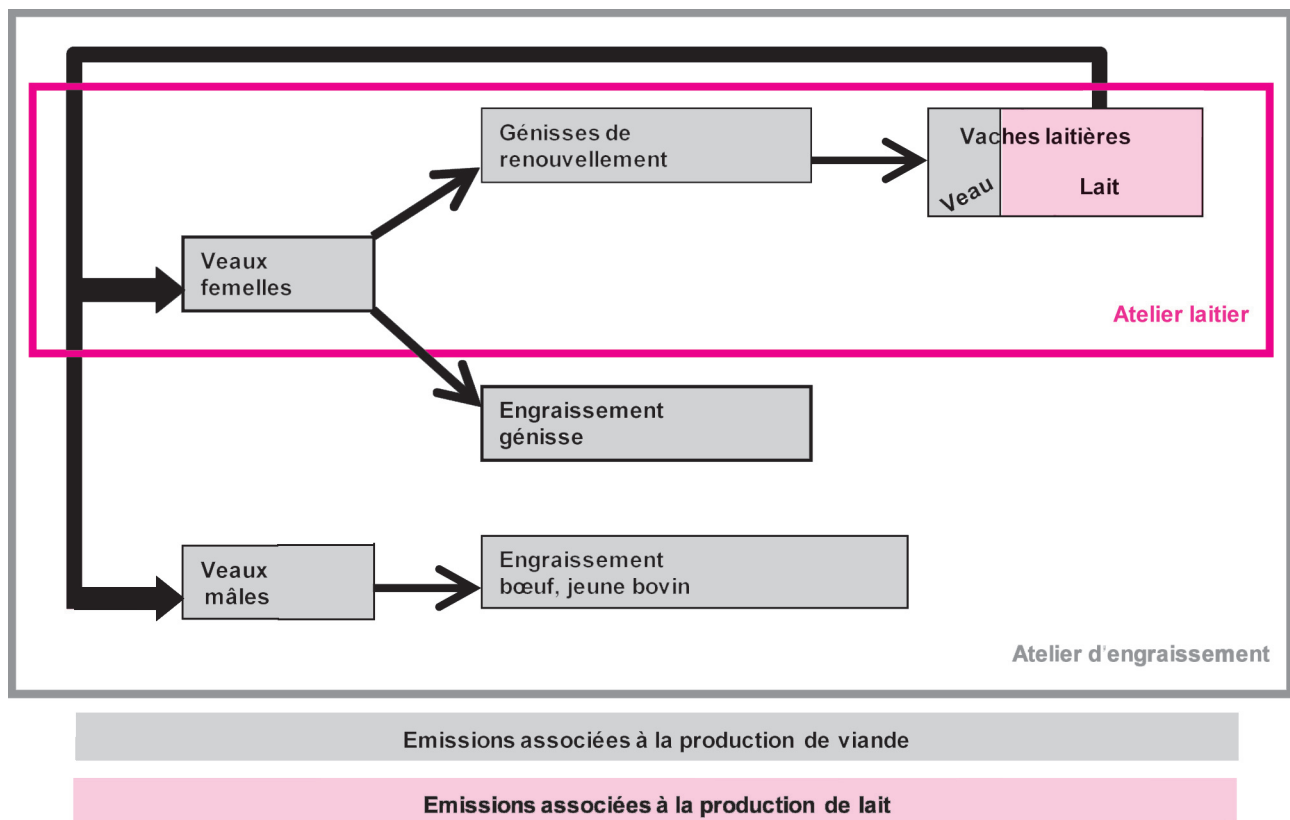 Génisses de
renouvellement
Vaches laitières
Veau
Lait
Veaux
femelles
Atelier laitier
Engraissement
génisse
Veaux
mâles
Engraissement
bœuf, jeune bovin
Atelier d'engraissement
Emissions associées à la production de viande
Emissions associées à la production de lait